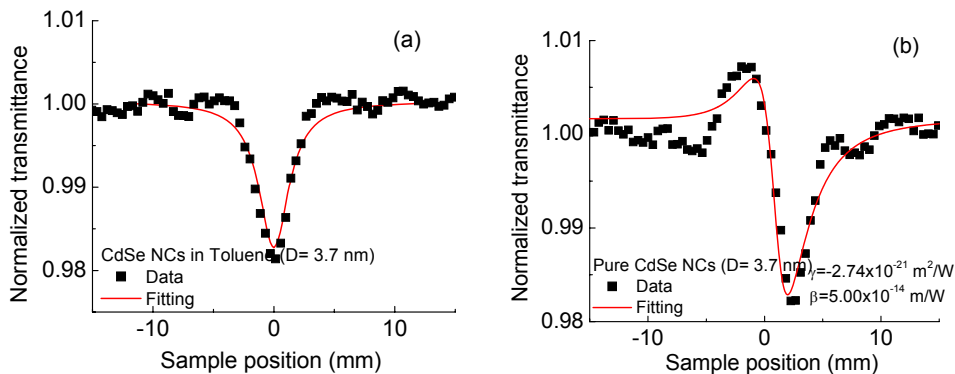 (a)
1.01
1.00
0.99
0.98
Normalized transmittance
CdSe NCs in Toluene (D= 3.7 nm)
Data
Fitting
-10
0
10
Sample position (mm)
(b)
1.01
1.00
0.99
0.98
Normalized transmittance
Pure CdSe NCs (D= 3.7 nm)
Data
Fitting
γ=-2.74x10⁻²¹ m²/W
β=5.00x10⁻¹⁴ m/W
-10
0
10
Sample position (mm)